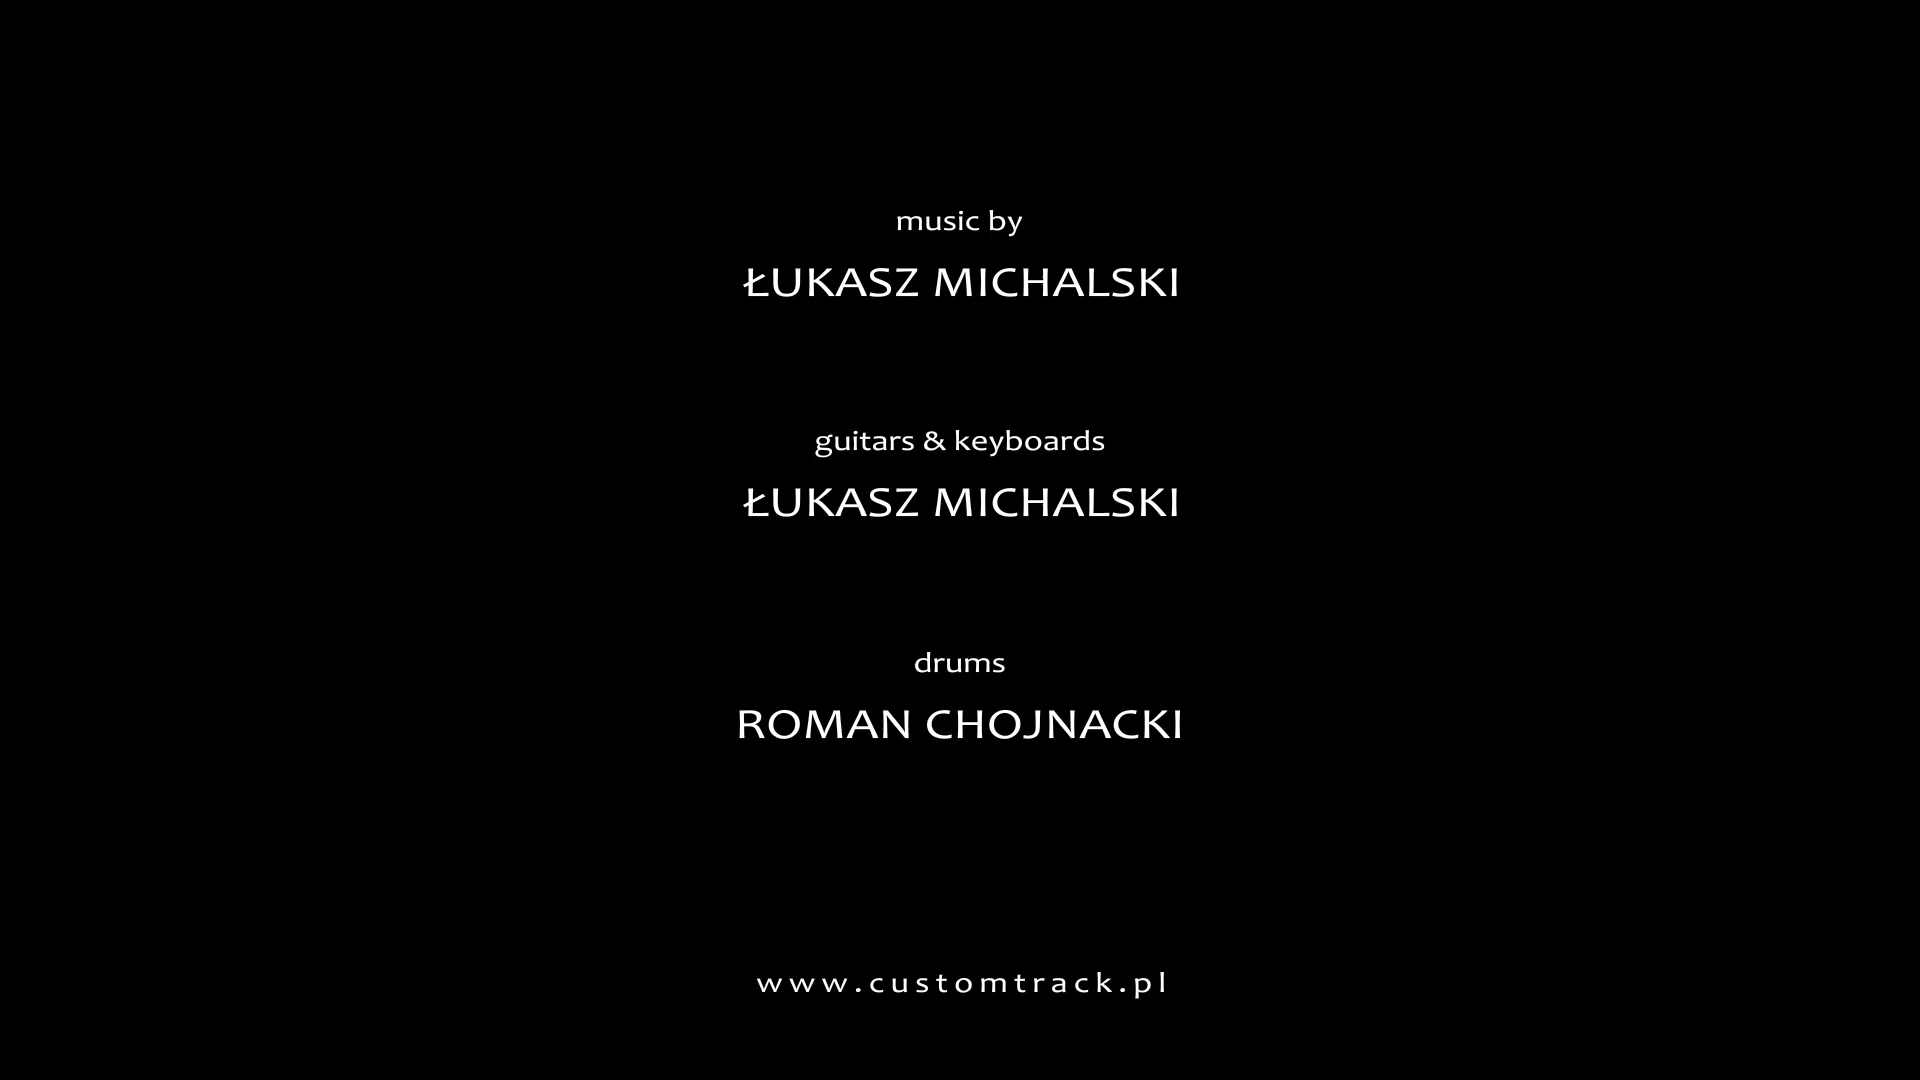 music by
ŁUKASZ MICHALSKI
guitars & keyboards
ŁUKASZ MICHALSKI
drums
ROMAN CHOJNACKI
www.customtrack.pl